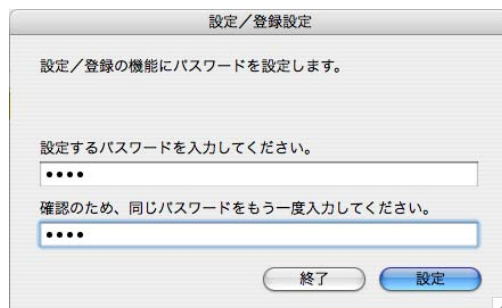 設定／登録設定
設定／登録の機能にパスワードを設定します。
設定するパスワードを入力してください。
••••
確認のため、同じパスワードをもう一度入力してください。
••••
終了
設定